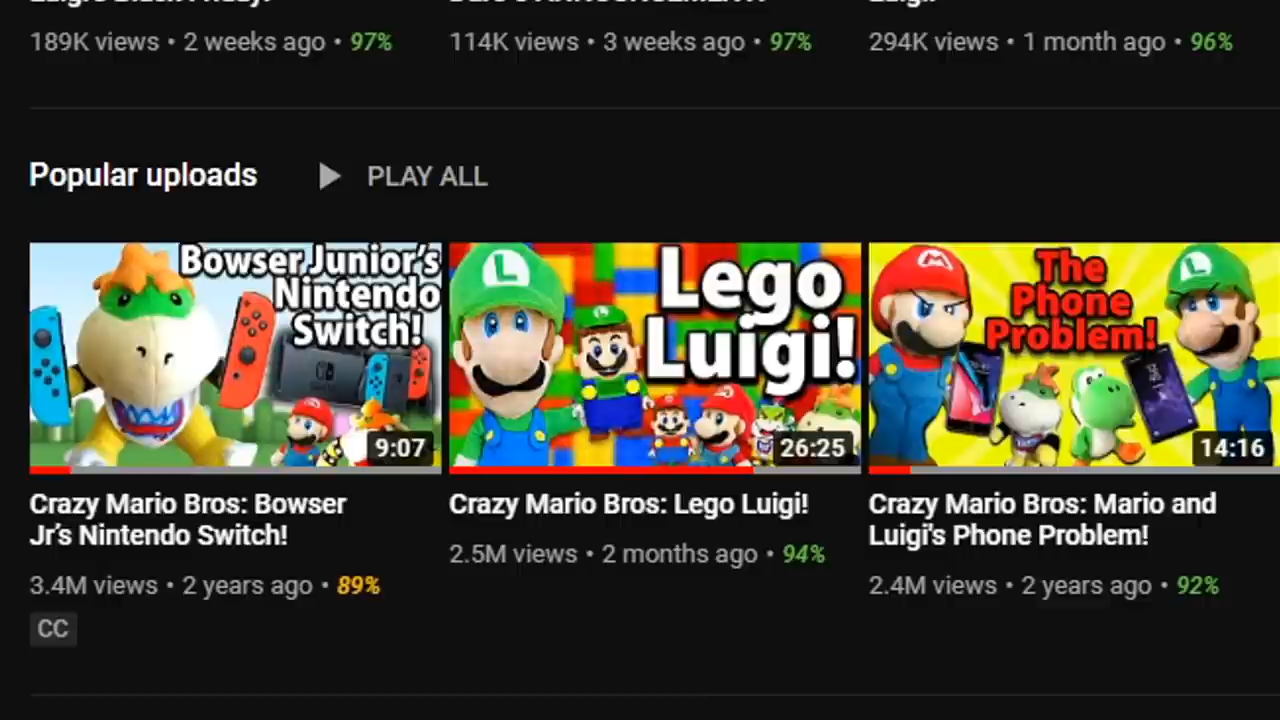 189K views • 2 weeks ago • 97%
114K views • 3 weeks ago • 97%
294K views • 1 month ago • 96%
Popular uploads
PLAY ALL
Bowser Junior's
Nintendo
Switch!
9:07
Lego
Luigi!
26:25
The
Phone
Problem!
14:16
Crazy Mario Bros: Bowser
Jr's Nintendo Switch!
3.4M views • 2 years ago • 89%
CC
Crazy Mario Bros: Lego Luigi!
2.5M views • 2 months ago • 94%
Crazy Mario Bros: Mario and
Luigi's Phone Problem!
2.4M views • 2 years ago • 92%